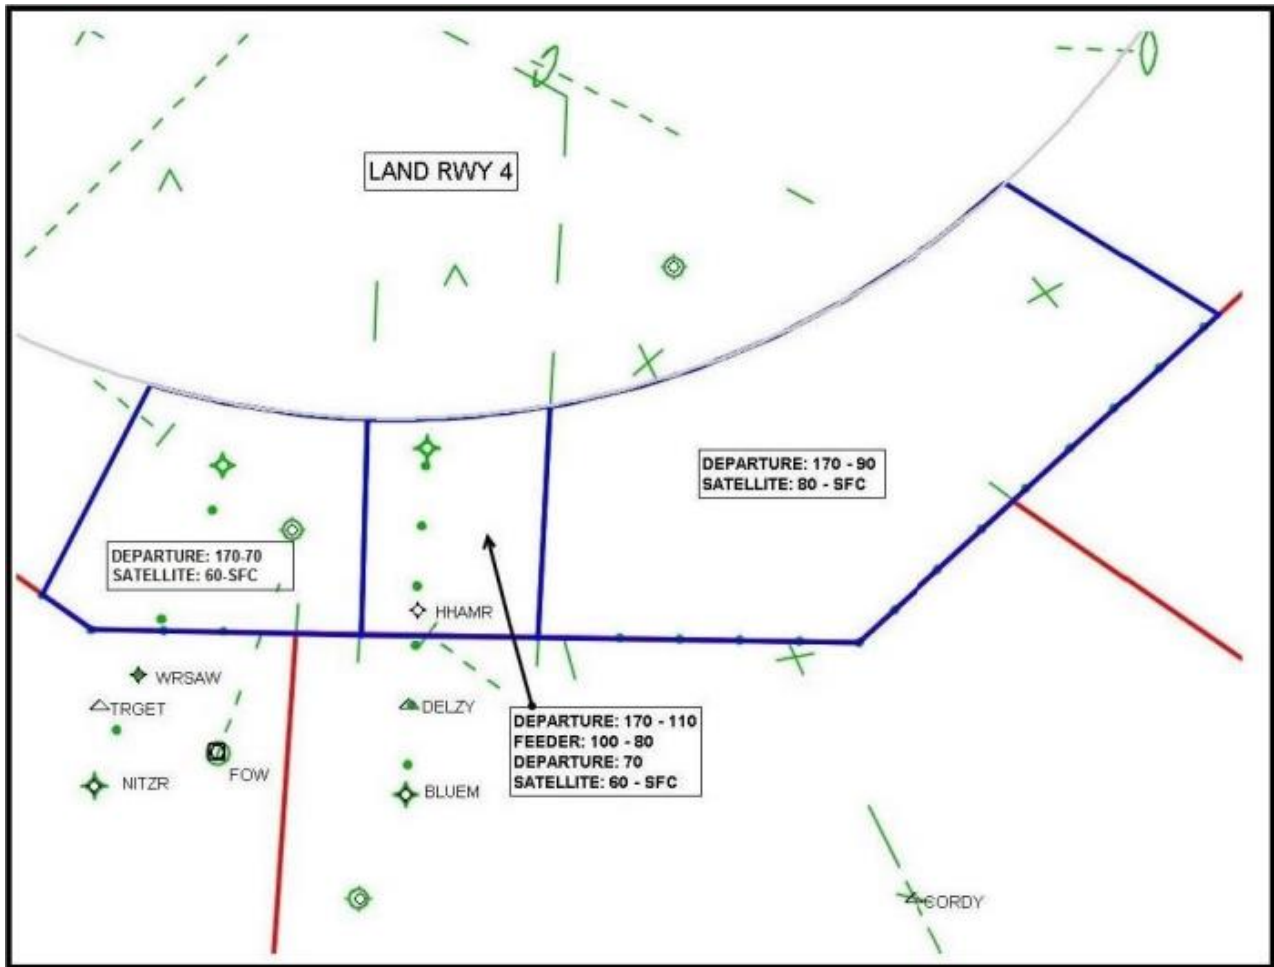 LAND RWY 4
DEPARTURE: 170 - 90
SATELLITE: 80 - SFC
DEPARTURE: 170-70
SATELLITE: 60-SFC
HHAMR
WRSAW
TRGET
DELZY
DEPARTURE: 170 - 110
FEEDER: 100 - 80
DEPARTURE: 70
SATELLITE: 60 - SFC
FOW
NITZR
BLUEM
CORDY